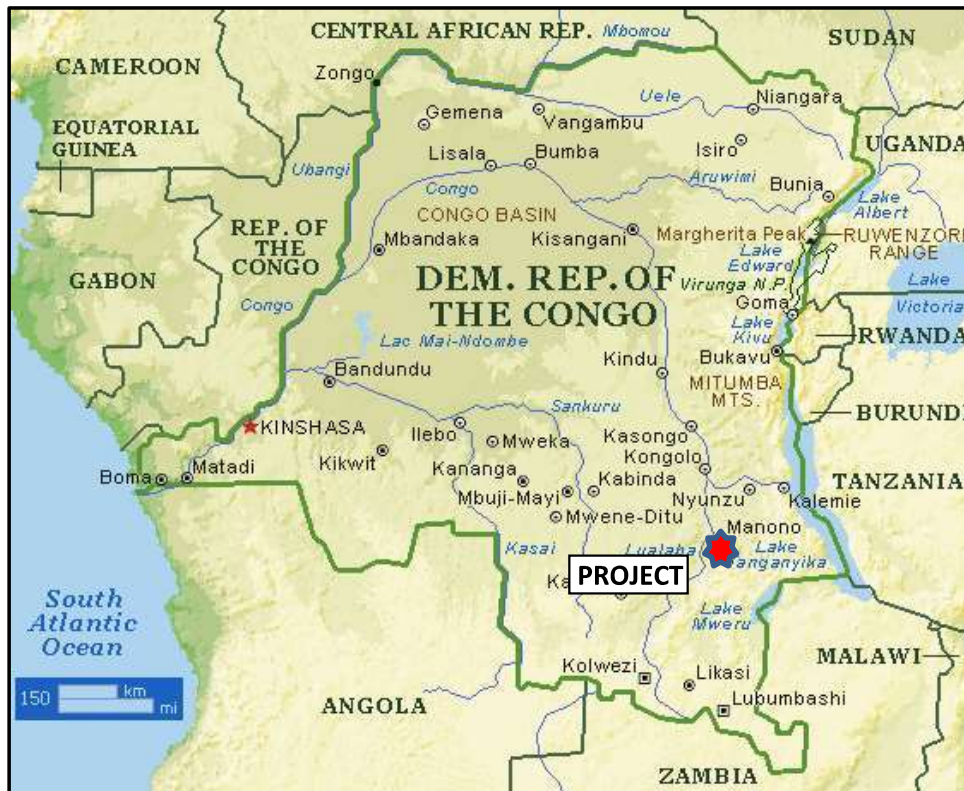 CENTRAL AFRICAN REP.
Mbomou
SUDAN
CAMEROON
Zongo
Uele
Niangara
Gemena
Vangambu
EQUATORIAL
GUINEA
UGANDA
Isiro
Lisala
Bumba
Ubangi
Aruwimi
Congo
Bunia
Lake
Albert
CONGO BASIN
REP. OF
THE
CONGO
Mbandaka
Kisangani
Margherita Peak
RUWENZORI
RANGE
Lake
Edward
GABON
DEM. REP. OF
THE CONGO
Virunga N.P.
Lake
Victoria
Congo
Goma
Lake
Kivu
RWANDA
Lac Mai-Ndombe
Kindu
Bukavu
Bandundu
MITUMBA
MTS.
Sankuru
BURUNDI
KINSHASA
Ilebo
Mweka
Kasongo
Kikwit
Kananga
Kongolo
Boma
Matadi
Kabinda
TANZANIA
Mbuji-Mayi
Nyunzu
Kalemie
Mwene-Ditu
Manono
Kasai
Lualaba
Lake
Tanganyika
PROJECT
South
Atlantic
Ocean
Lake
Mweru
MALAWI
Kolwezi
Likasi
150 km
mi
ANGOLA
Lubumbashi
ZAMBIA